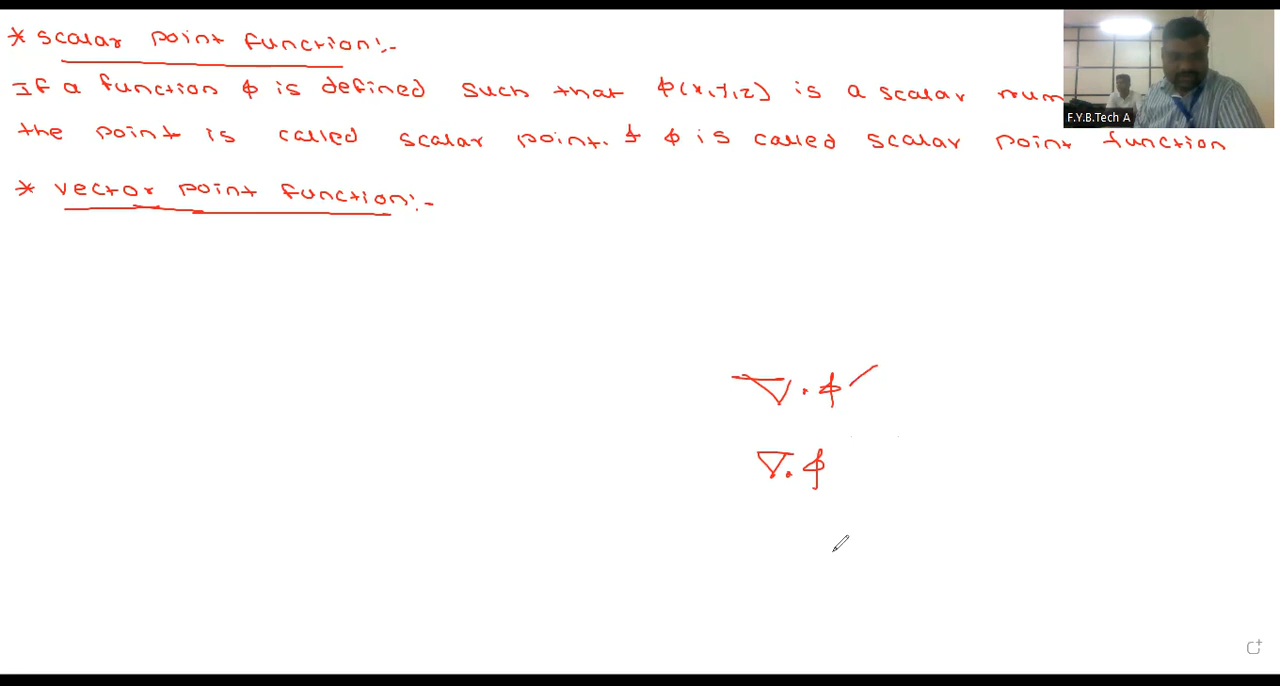 * scalar point function:-
If a function ϕ is defined such that ϕ(x,y,z) is a scalar num
the point is called scalar point. & ϕ is called scalar point function
* vector point function:-
∇.ϕ
∇.ϕ
F.Y.B.Tech A